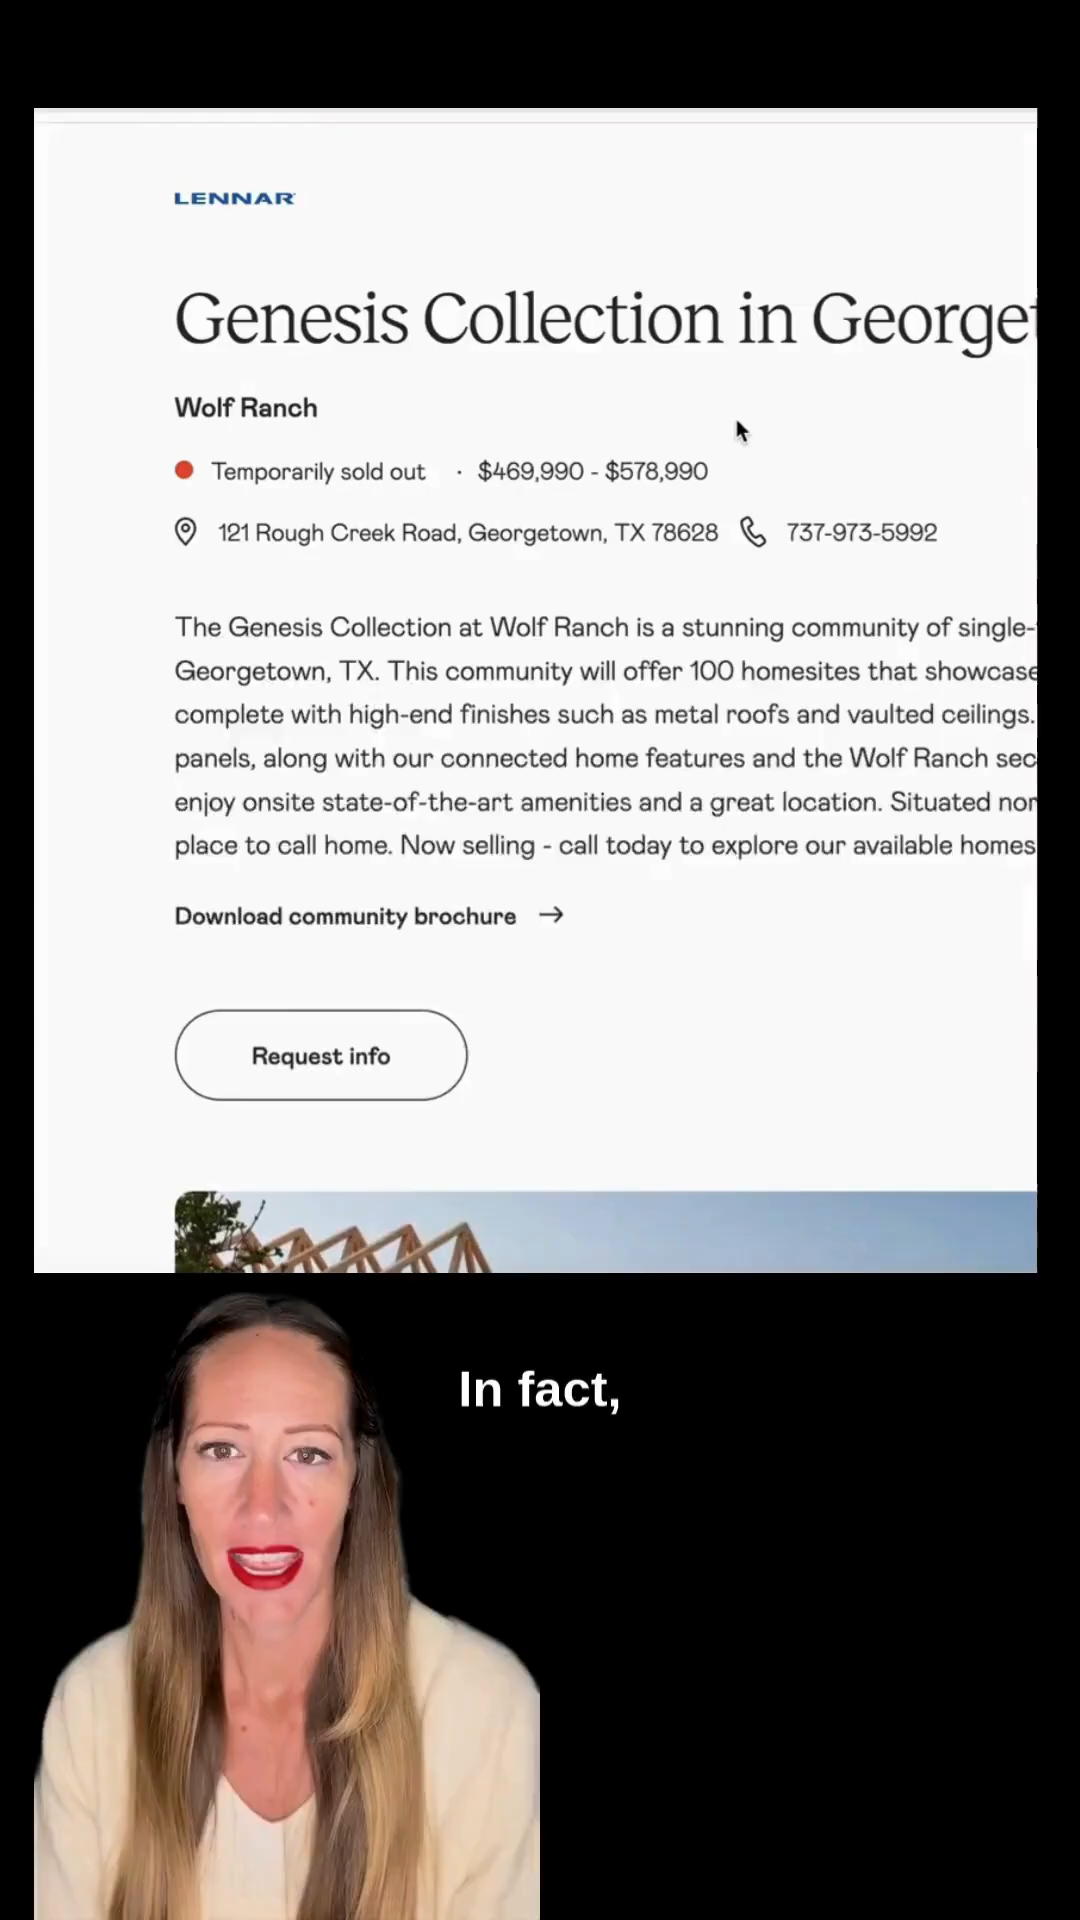 LENNAR
Genesis Collection in George
Wolf Ranch
Temporarily sold out · $469,990 - $578,990
121 Rough Creek Road, Georgetown, TX 78628 737-973-5992
The Genesis Collection at Wolf Ranch is a stunning community of single-
Georgetown, TX. This community will offer 100 homesites that showcase
complete with high-end finishes such as metal roofs and vaulted ceilings.
panels, along with our connected home features and the Wolf Ranch sec
enjoy onsite state-of-the-art amenities and a great location. Situated nor
place to call home. Now selling - call today to explore our available homes
Download community brochure →
Request info
In fact,